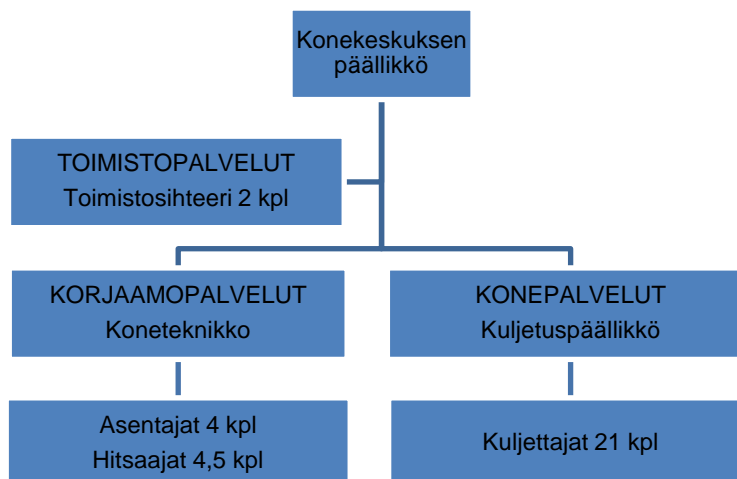 Konekeskuksen
päällikkö
TOIMISTOPALVELUT
Toimistosihteeri 2 kpl
KORJAAMOPALVELUT
Koneteknikko
KONEPALVELUT
Kuljetuspäällikkö
Asentajat 4 kpl
Hitsaajat 4,5 kpl
Kuljettajat 21 kpl